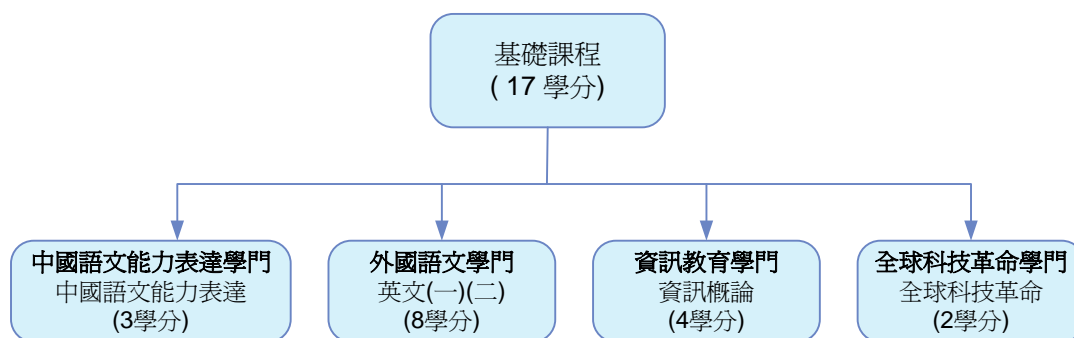 基礎課程
( 17 學分)
中國語文能力表達學門
中國語文能力表達
(3學分)
外國語文學門
英文(一)(二)
(8學分)
資訊教育學門
資訊概論
(4學分)
全球科技革命學門
全球科技革命
(2學分)